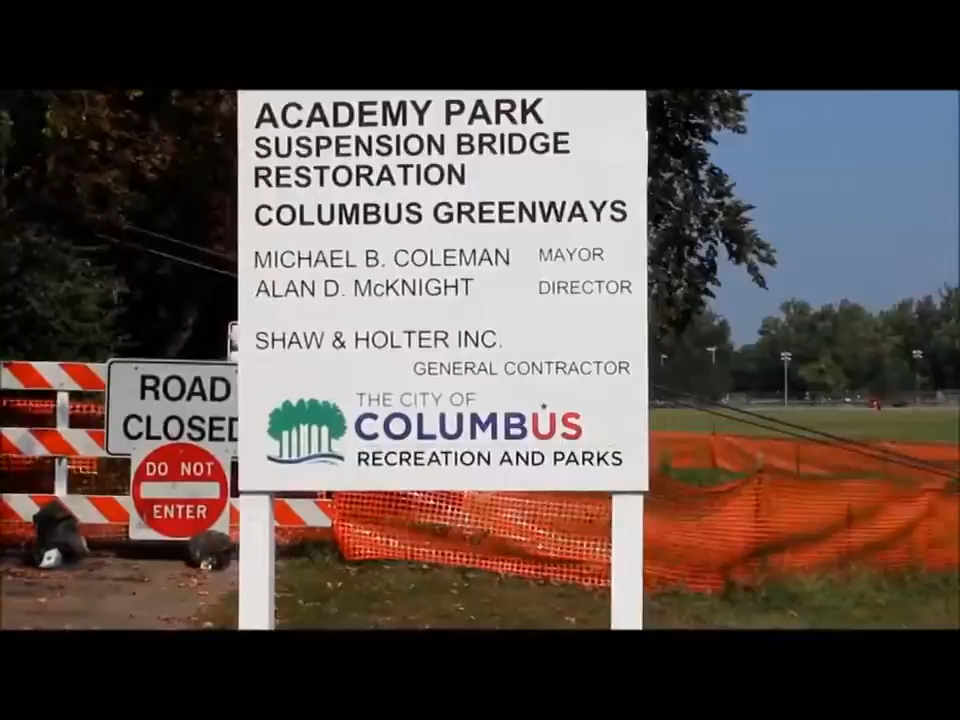 ACADEMY PARK
SUSPENSION BRIDGE
RESTORATION
COLUMBUS GREENWAYS
MICHAEL B. COLEMAN MAYOR
ALAN D. McKNIGHT DIRECTOR
SHAW & HOLTER INC.
GENERAL CONTRACTOR
THE CITY OF
COLUMBUS
RECREATION AND PARKS
ROAD
CLOSED
DO NOT
ENTER